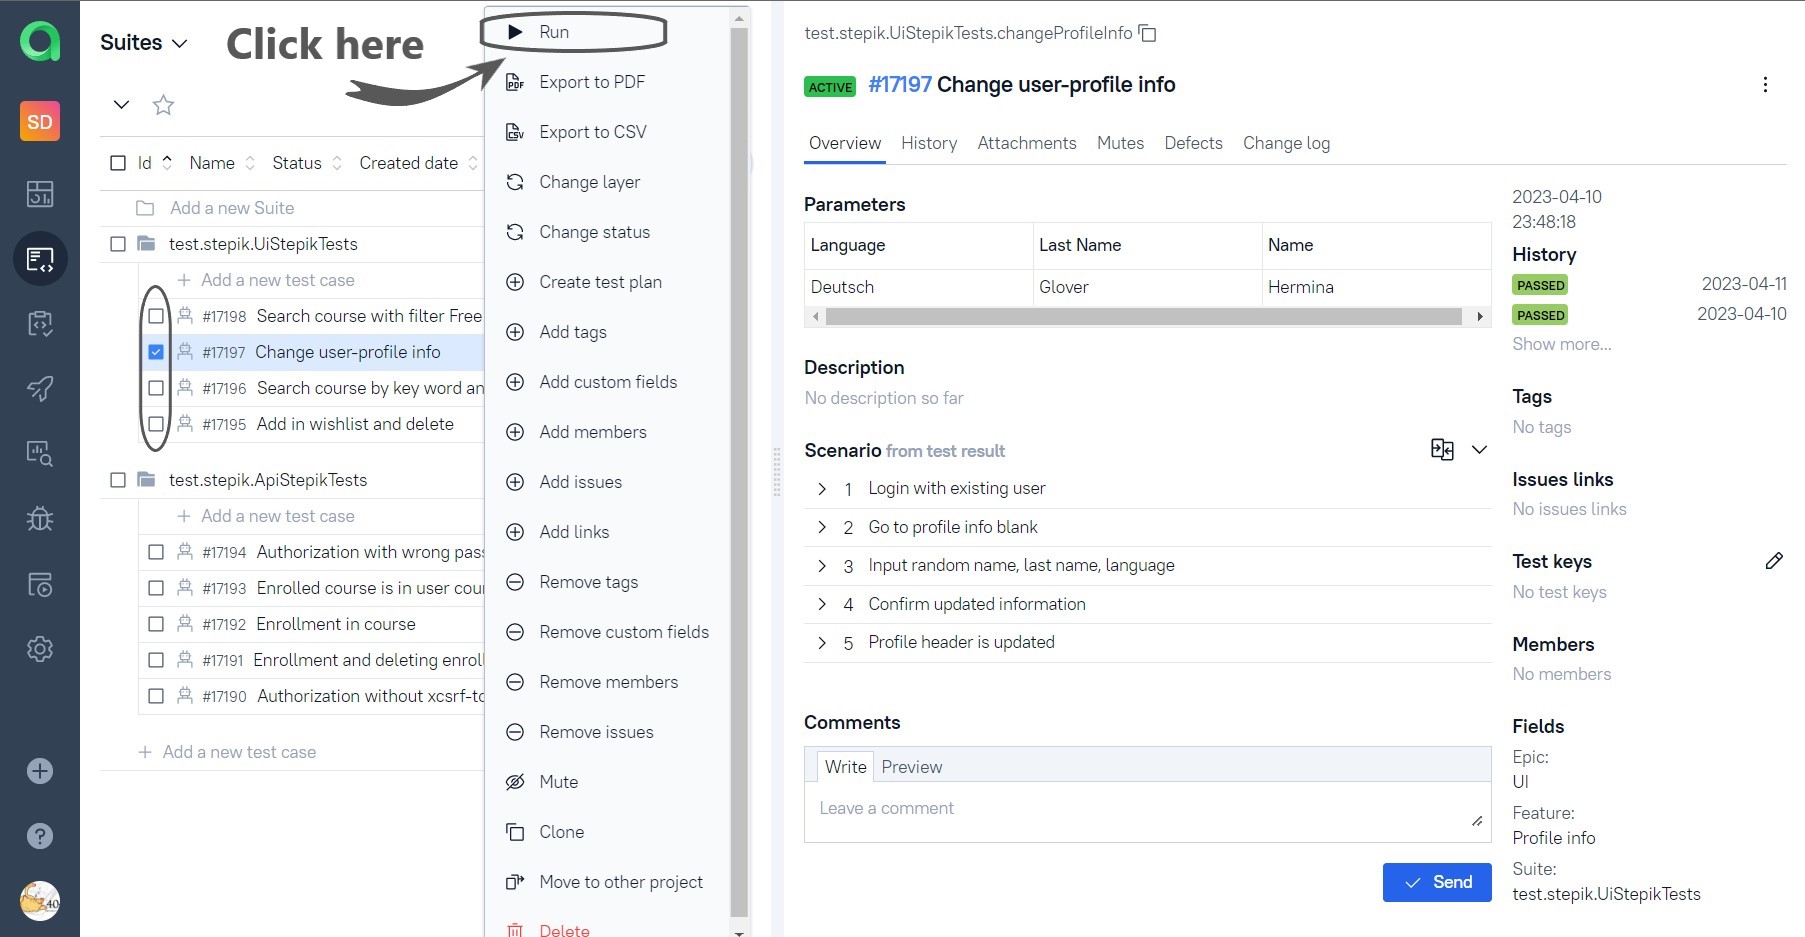 Suites
Click here
SD
Id Name Status Created date
Add a new Suite
test.stepik.UiStepikTests
Add a new test case
#17198 Search course with filter Free
#17197 Change user-profile info
#17196 Search course by key word an
#17195 Add in wishlist and delete
test.stepik.ApiStepikTests
Add a new test case
#17194 Authorization with wrong pas
#17193 Enrolled course is in user cou
#17192 Enrollment in course
#17191 Enrollment and deleting enrol
#17190 Authorization without xcsrf-to
Add a new test case
40
Run
Export to PDF
Export to CSV
Change layer
Change status
Create test plan
Add tags
Add custom fields
Add members
Add issues
Add links
Remove tags
Remove custom fields
Remove members
Remove issues
Mute
Clone
Move to other project
Delete
test.stepik.UiStepikTests.changeProfileInfo
ACTIVE #17197 Change user-profile info
Overview History Attachments Mutes Defects Change log
Parameters
Language Last Name Name
Deutsch Glover Hermina
Description
No description so far
Scenario from test result
1 Login with existing user
2 Go to profile info blank
3 Input random name, last name, language
4 Confirm updated information
5 Profile header is updated
Comments
Write Preview
Leave a comment
Send
2023-04-10
23:48:18
History
PASSED 2023-04-11
PASSED 2023-04-10
Show more...
Tags
No tags
Issues links
No issues links
Test keys
No test keys
Members
No members
Fields
Epic:
UI
Feature:
Profile info
Suite:
test.stepik.UiStepikTests